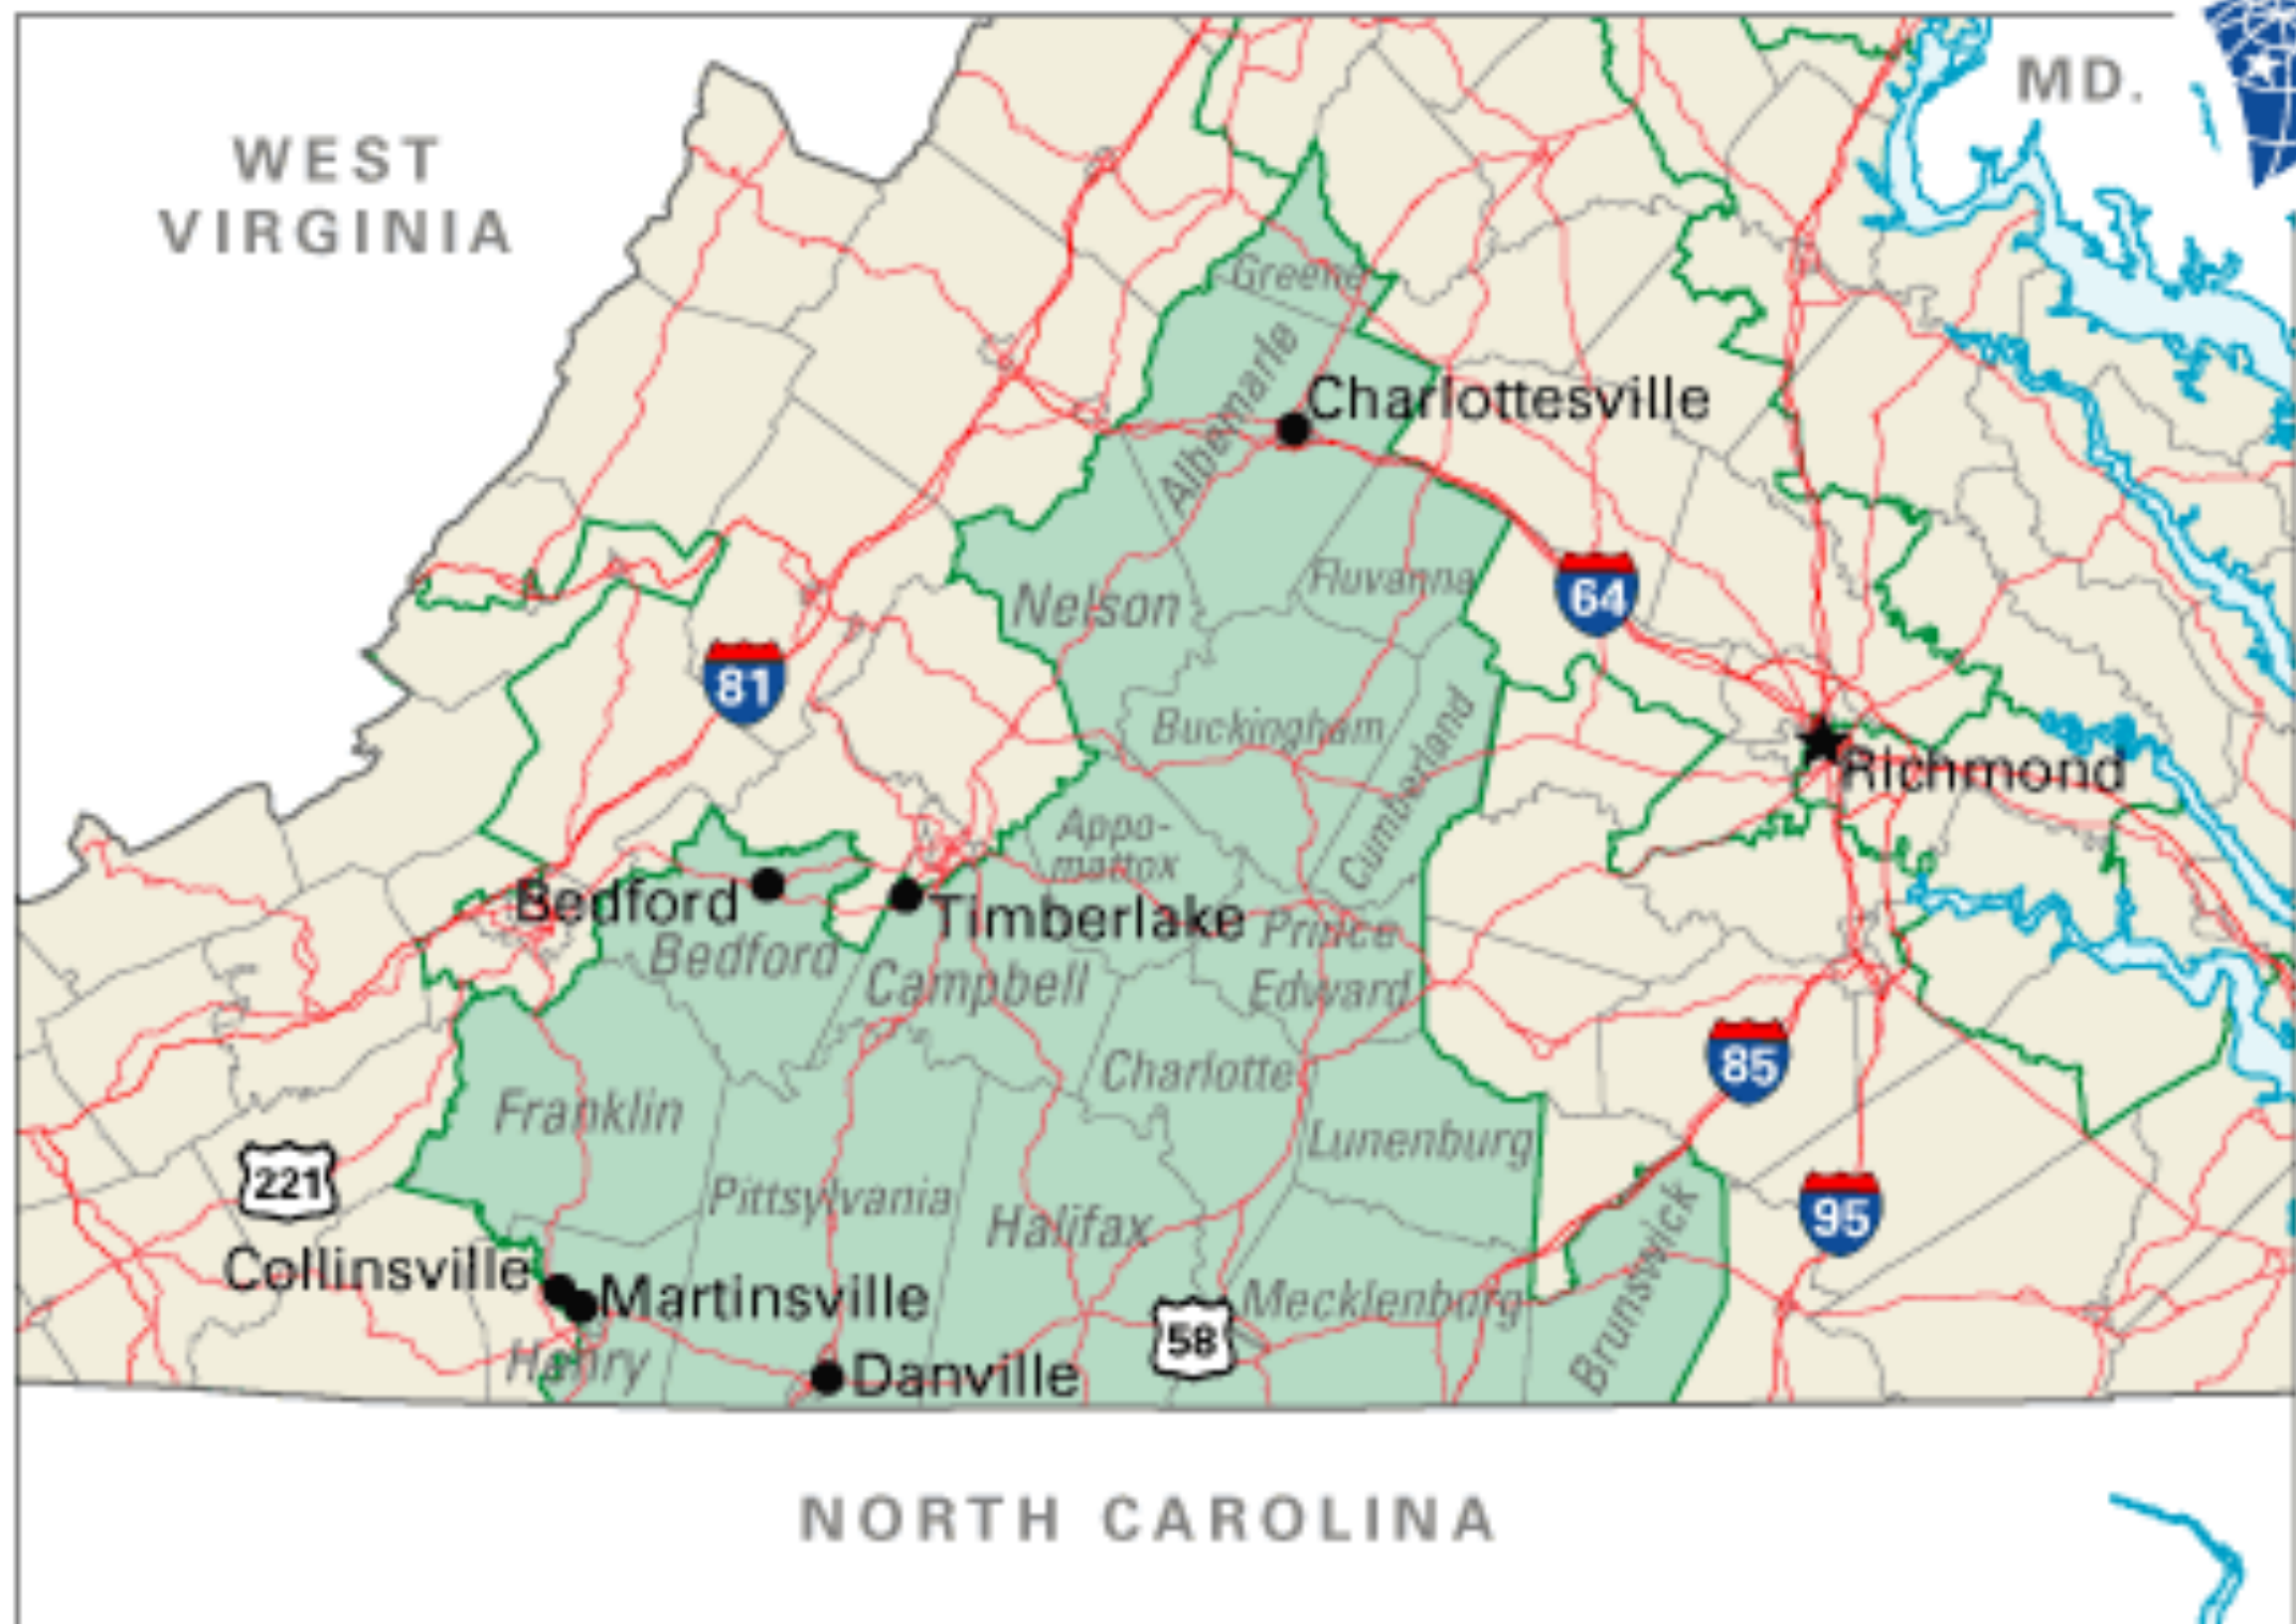 MD.
WEST
VIRGINIA
Greene
Albemarle
Charlottesville
Nelson
Fluvanna
64
81
Buckingham
Cumberland
Richmond
Appo-
mattox
Bedford
Timberlake
Prince
Edward
Bedford
Campbell
Charlotte
85
Franklin
Lunenburg
221
Pittsylvania
Halifax
Brunswick
95
Collinsville
Martinsville
Mecklenburg
58
Henry
Danville
NORTH CAROLINA